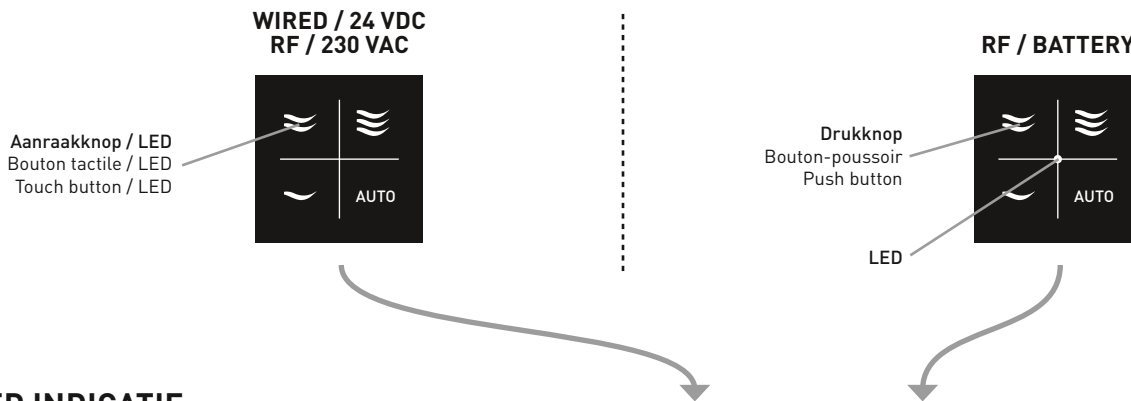 WIRED / 24 VDC
RF / 230 VAC
Aanraakknop / LED
Bouton tactile / LED
Touch button / LED
AUTO
RF / BATTERY
Drukknop
Bouton-poussoir
Push button
LED
AUTO
INDICATIE